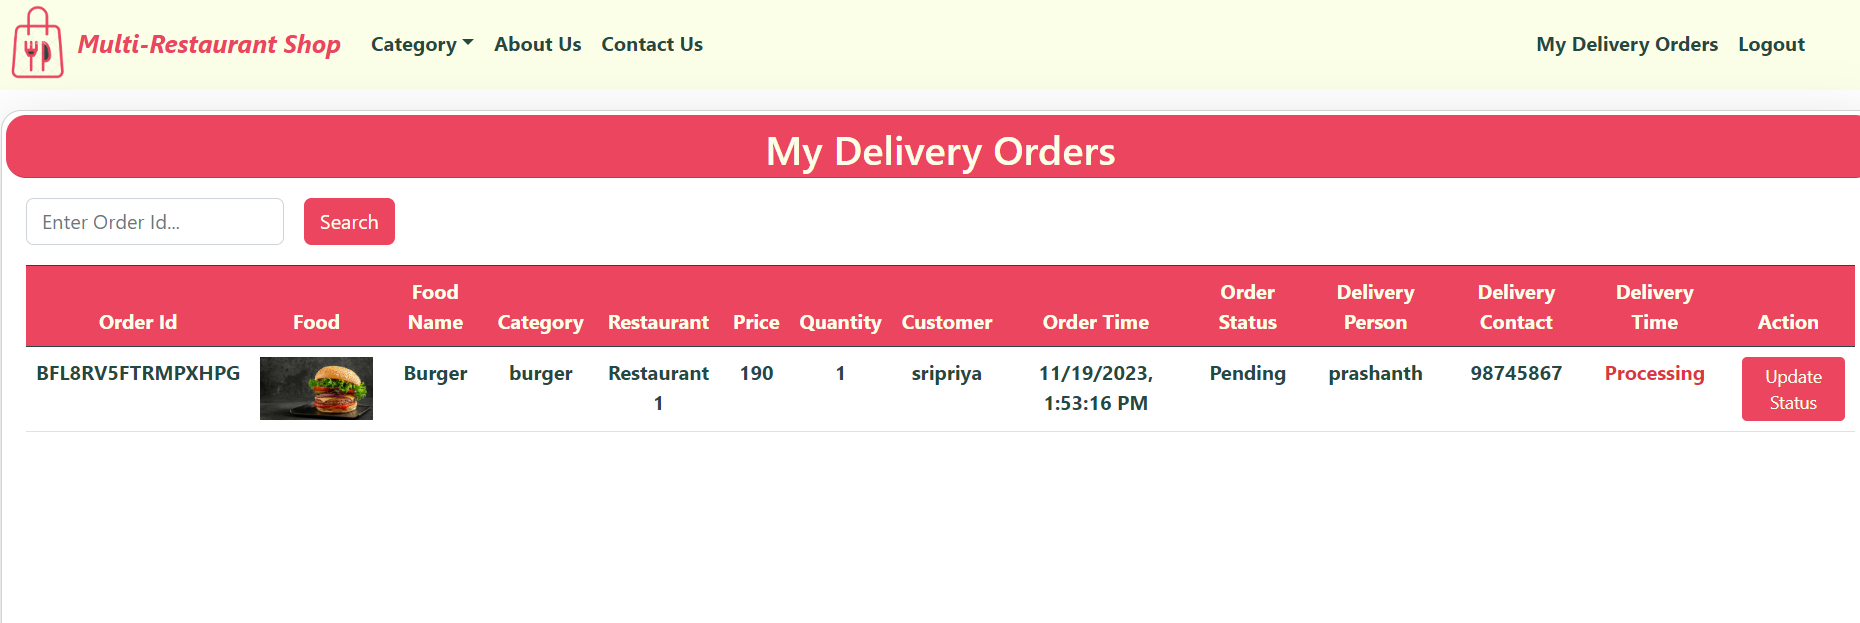 Multi-Restaurant Shop Category About Us Contact Us My Delivery Orders Logout
My Delivery Orders
Enter Order Id... Search
Order Id Food Food Name Category Restaurant Price Quantity Customer Order Time Order Status Delivery Person Delivery Contact Delivery Time Action
BFL8RV5FTRMPXHPG Burger burger Restaurant 1 190 1 sripriya 11/19/2023, 1:53:16 PM Pending prashanth 98745867 Processing Update Status